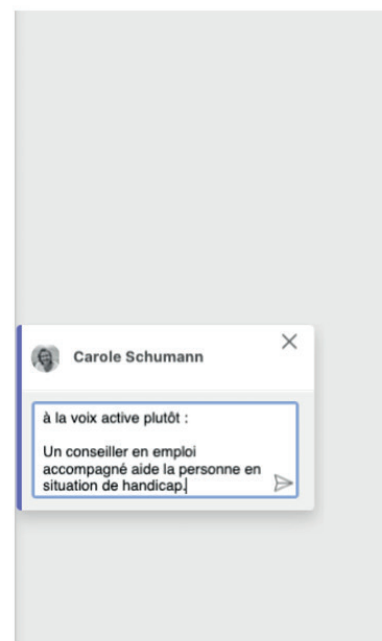 Carole Schumann
à la voix active plutôt :
Un conseiller en emploi
accompagné aide la personne en
situation de handicap.